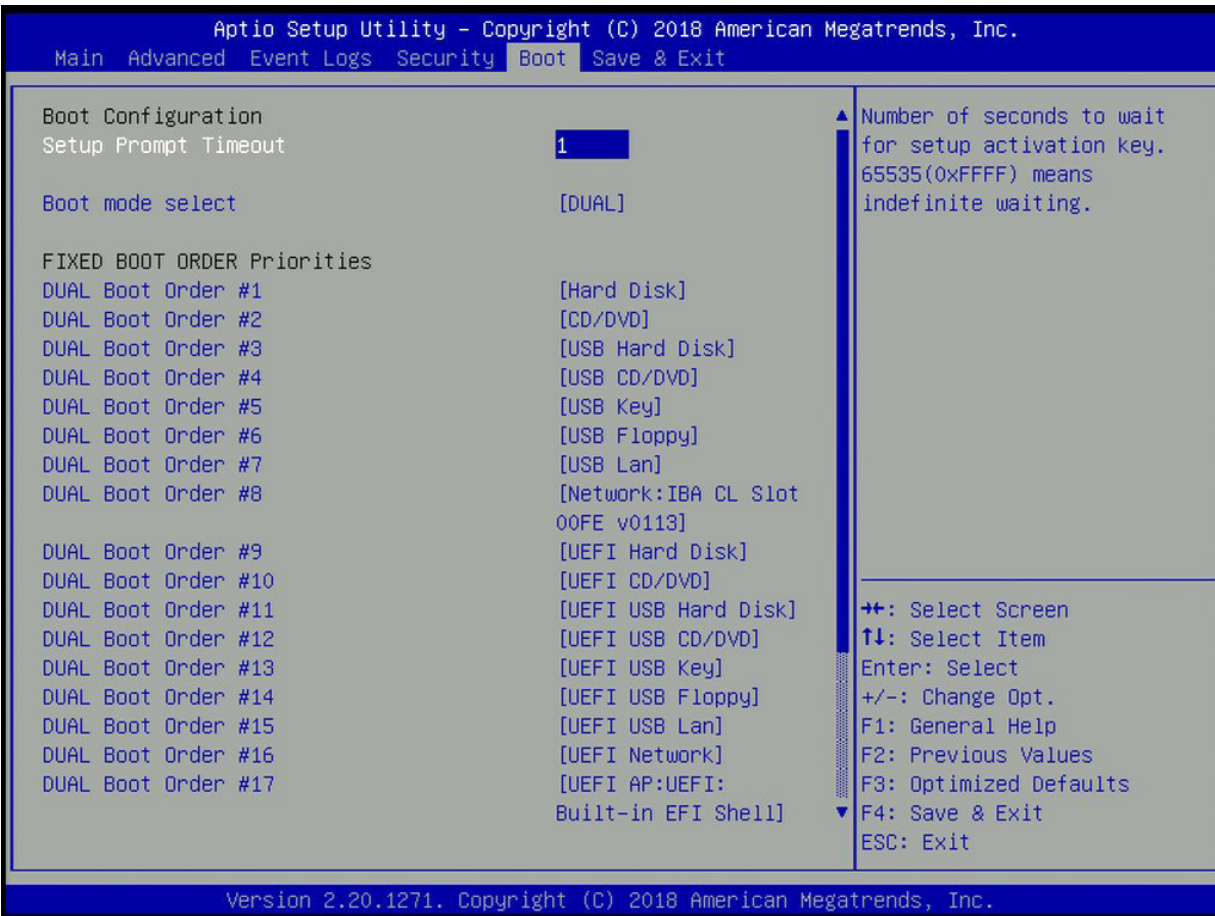 Aptio Setup Utility – Copyright (C) 2018 American Megatrends, Inc.
Main Advanced Event Logs Security Boot Save & Exit
Boot Configuration
Setup Prompt Timeout 1
Boot mode select [DUAL]
FIXED BOOT ORDER Priorities
DUAL Boot Order #1 [Hard Disk]
DUAL Boot Order #2 [CD/DVD]
DUAL Boot Order #3 [USB Hard Disk]
DUAL Boot Order #4 [USB CD/DVD]
DUAL Boot Order #5 [USB Key]
DUAL Boot Order #6 [USB Floppy]
DUAL Boot Order #7 [USB Lan]
DUAL Boot Order #8 [Network:IBA CL Slot
00FE v0113]
DUAL Boot Order #9 [UEFI Hard Disk]
DUAL Boot Order #10 [UEFI CD/DVD]
DUAL Boot Order #11 [UEFI USB Hard Disk]
DUAL Boot Order #12 [UEFI USB CD/DVD]
DUAL Boot Order #13 [UEFI USB Key]
DUAL Boot Order #14 [UEFI USB Floppy]
DUAL Boot Order #15 [UEFI USB Lan]
DUAL Boot Order #16 [UEFI Network]
DUAL Boot Order #17 [UEFI AP:UEFI:
Built-in EFI Shell]
Number of seconds to wait
for setup activation key.
65535(0xFFFF) means
indefinite waiting.
→←: Select Screen
↑↓: Select Item
Enter: Select
+/-: Change Opt.
F1: General Help
F2: Previous Values
F3: Optimized Defaults
F4: Save & Exit
ESC: Exit
Version 2.20.1271. Copyright (C) 2018 American Megatrends, Inc.